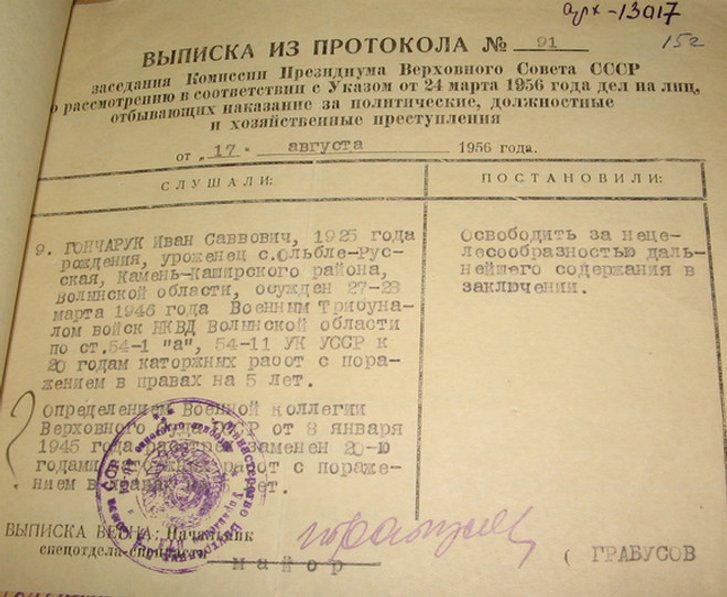 арх-13017
152
ВЫПИСКА ИЗ ПРОТОКОЛА № 91
заседания Комиссии Президиума Верховного Совета СССР
о рассмотрению в соответствии с Указом от 24 марта 1956 года дел на лиц,
отбывающих наказание за политические, должностные
и хозяйственные преступления
от „17" августа 1956 года.
СЛУШАЛИ:
9. ГОНЧАРУК Иван Саввович, 1925 года
рождения, уроженец с.Ольбле-Рус-
ская, Камень-Каширского района,
Волинской области, осужден 27-28
марта 1946 года Военным Трибуна-
лом войск НКВД Волинской области
по ст.54-1 "а", 54-11 УК УССР к
20 годам каторжных работ с пора-
жением в правах на 5 лет.
?
Определением Военной Коллегии
Верховного Суда СССР от 8 января
1945 года расстрел заменен 20-ю
годами каторжных работ с пораже-
нием в правах на 5 лет.
ПОСТАНОВИЛИ:
Освободить за неце-
лесообразностью даль-
нейшего содержания в
заключении.
ВЫПИСКА ВЕРНА: Начальник
спецотдела
майор
( ГРАБУСОВ